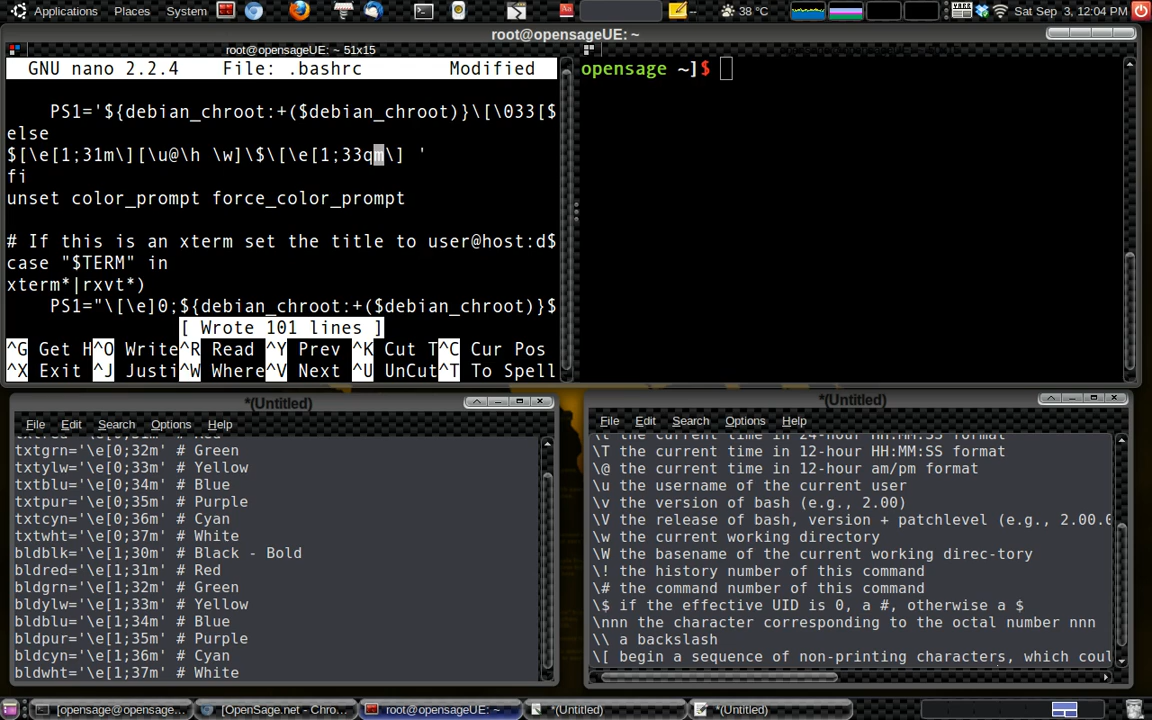 Applications Places System -- 38 °C Sat Sep 3, 12:04 PM
root@opensageUE: ~
root@opensageUE: ~ 51x15
GNU nano 2.2.4 File: .bashrc Modified
PS1='${debian_chroot:+($debian_chroot)}\[\033[$
else
$[\e[1;31m\][\u@\h \w]\$\[\e[1;33qm\] '
fi
unset color_prompt force_color_prompt
# If this is an xterm set the title to user@host:d$
case "$TERM" in
xterm*|rxvt*)
PS1="\[\e]0;${debian_chroot:+($debian_chroot)}$
[ Wrote 101 lines ]
^G Get H^O Write^R Read ^Y Prev ^K Cut T^C Cur Pos
^X Exit ^J Justi^W Where^V Next ^U UnCut^T To Spell
opensage ~]$
*(Untitled)
File Edit Search Options Help
txtgrn='\e[0;32m' # Green
txtylw='\e[0;33m' # Yellow
txtblu='\e[0;34m' # Blue
txtpur='\e[0;35m' # Purple
txtcyn='\e[0;36m' # Cyan
txtwht='\e[0;37m' # White
bldblk='\e[1;30m' # Black - Bold
bldred='\e[1;31m' # Red
bldgrn='\e[1;32m' # Green
bldylw='\e[1;33m' # Yellow
bldblu='\e[1;34m' # Blue
bldpur='\e[1;35m' # Purple
bldcyn='\e[1;36m' # Cyan
bldwht='\e[1;37m' # White
*(Untitled)
File Edit Search Options Help
\t the current time in 24-hour HH:MM:SS format
\T the current time in 12-hour HH:MM:SS format
\@ the current time in 12-hour am/pm format
\u the username of the current user
\v the version of bash (e.g., 2.00)
\V the release of bash, version + patchlevel (e.g., 2.00.0
\w the current working directory
\W the basename of the current working direc-tory
\! the history number of this command
\# the command number of this command
\$ if the effective UID is 0, a #, otherwise a $
\nnn the character corresponding to the octal number nnn
\\ a backslash
\[ begin a sequence of non-printing characters, which coul
[opensage@opensage... [OpenSage.net - Chro... root@opensageUE: ~ *(Untitled) *(Untitled)